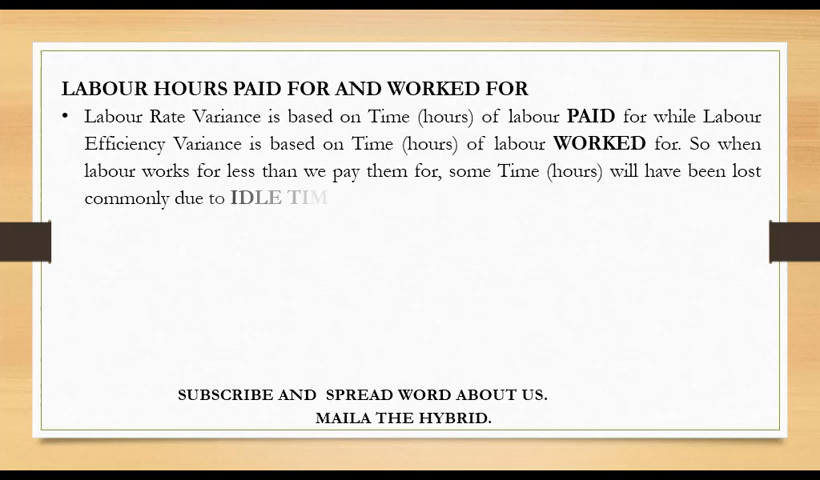 LABOUR HOURS PAID FOR AND WORKED FOR
• Labour Rate Variance is based on Time (hours) of labour PAID for while Labour
Efficiency Variance is based on Time (hours) of labour WORKED for. So when
labour works for less than we pay them for, some Time (hours) will have been lost
commonly due to IDLE TIM
SUBSCRIBE AND SPREAD WORD ABOUT US.
MAILA THE HYBRID.